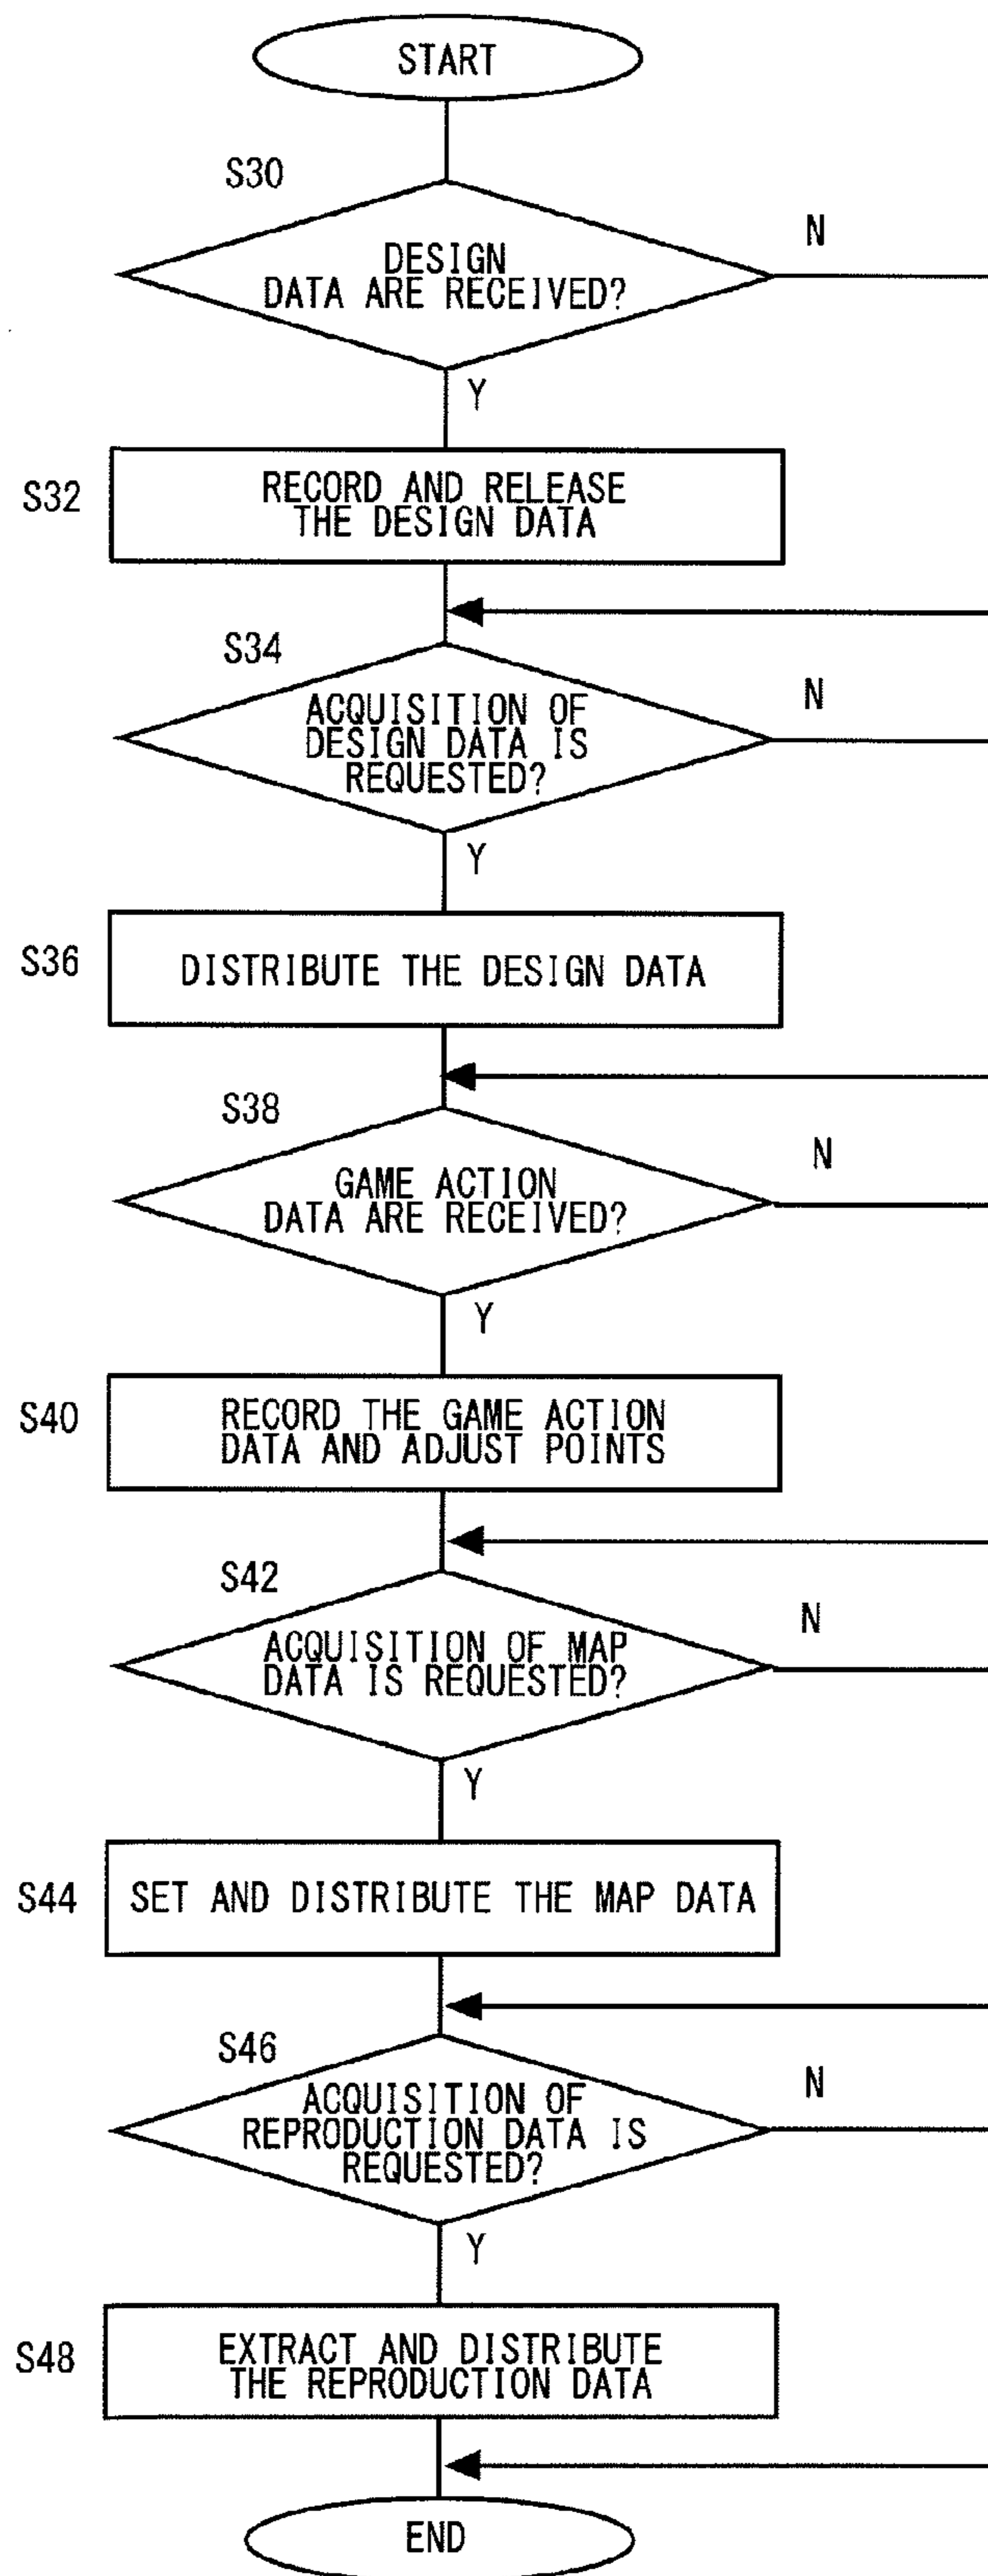 START
S30
DESIGN
DATA ARE RECEIVED?
N
Y
S32
RECORD AND RELEASE
THE DESIGN DATA
S34
ACQUISITION OF
DESIGN DATA IS
REQUESTED?
N
Y
S36
DISTRIBUTE THE DESIGN DATA
S38
GAME ACTION
DATA ARE RECEIVED?
N
Y
S40
RECORD THE GAME ACTION
DATA AND ADJUST POINTS
S42
ACQUISITION OF MAP
DATA IS REQUESTED?
N
Y
S44
SET AND DISTRIBUTE THE MAP DATA
S46
ACQUISITION OF
REPRODUCTION DATA IS
REQUESTED?
N
Y
S48
EXTRACT AND DISTRIBUTE
THE REPRODUCTION DATA
END